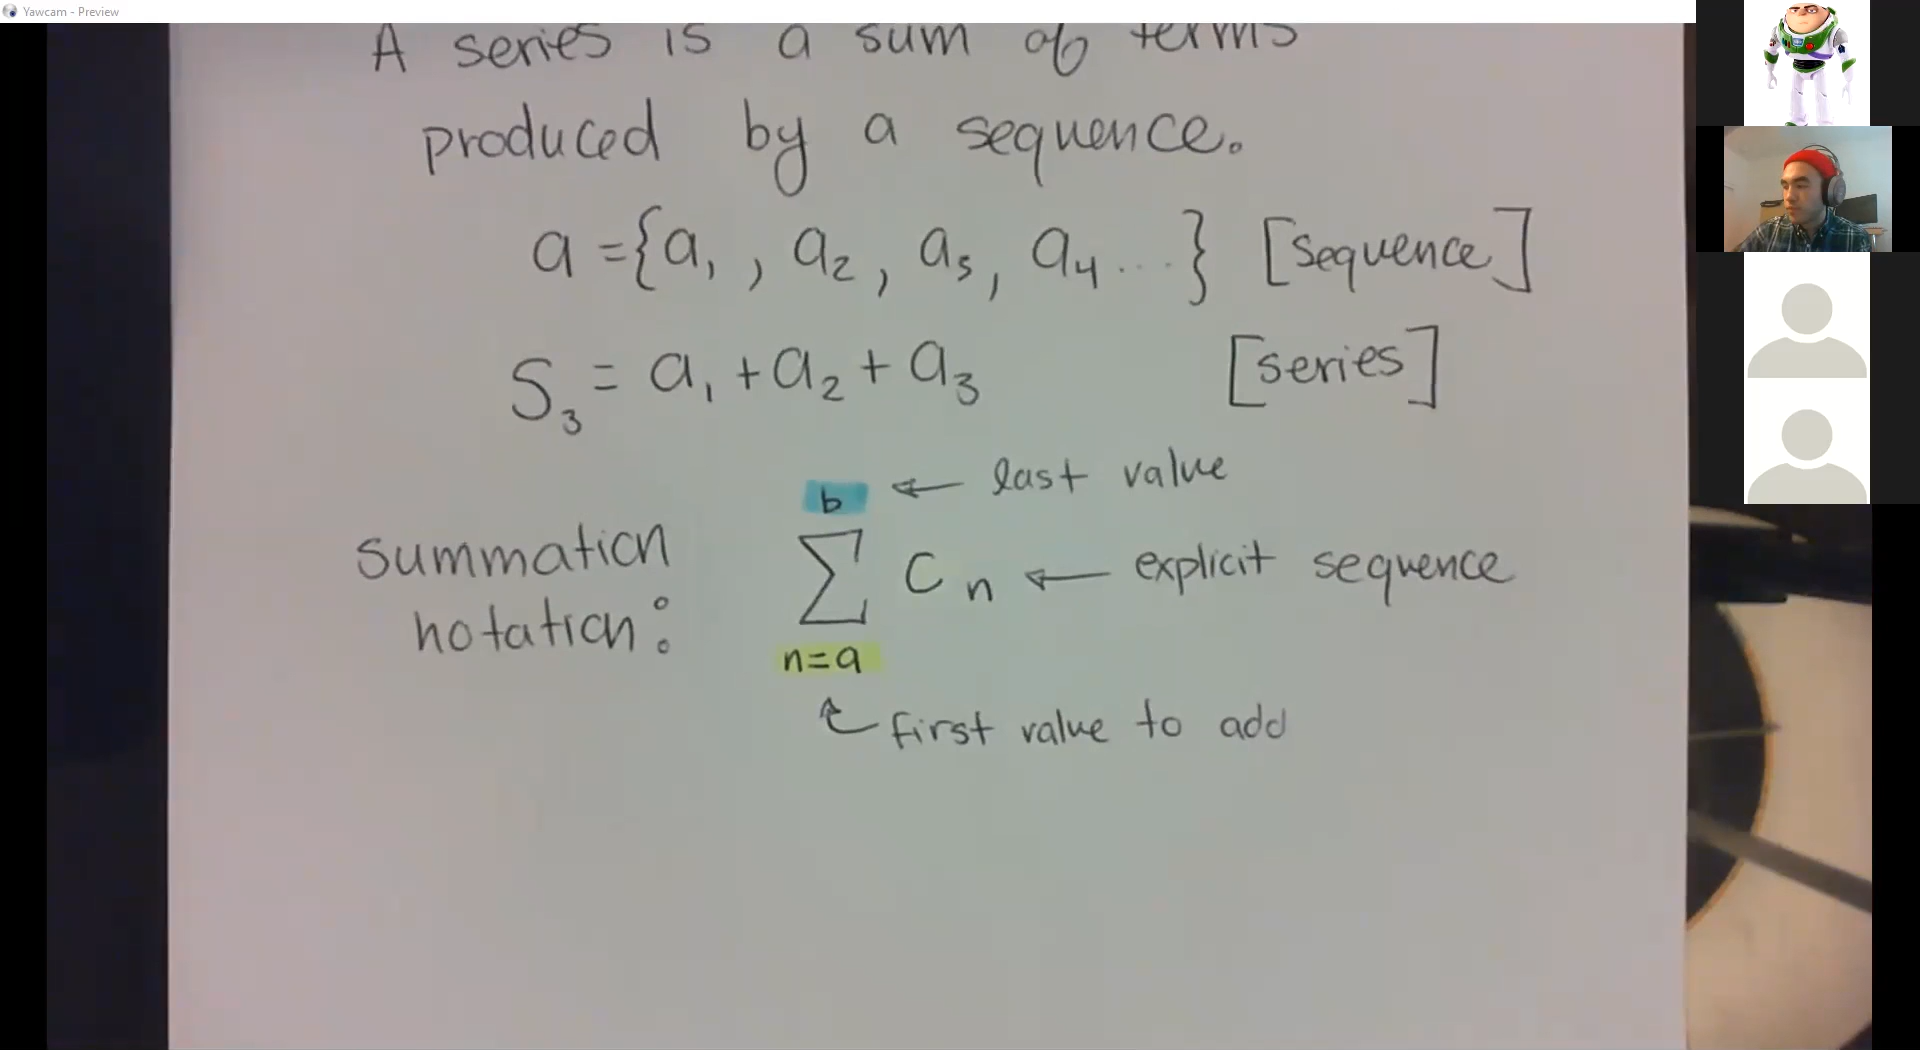 Yawcam - Preview
A series is a sum of terms
produced by a sequence.
a = {a₁, a₂, a₃, a₄ ... } [sequence]
S₃ = a₁ + a₂ + a₃ [series]
b ← last value
summation notation: ∑ Cₙ ← explicit sequence
n=a
first value to add